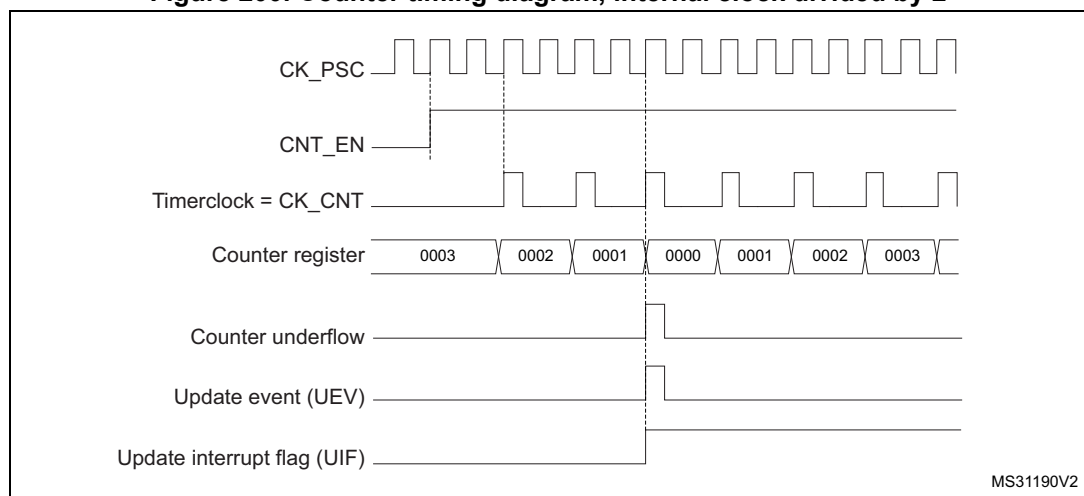 Figure Counter timing diagram, internal clock divided by 2
CK_PSC
CNT_EN
Timerclock = CK_CNT
Counter register 0003 0002 0001 0000 0001 0002 0003
Counter underflow
Update event (UEV)
Update interrupt flag (UIF)
MS31190V2